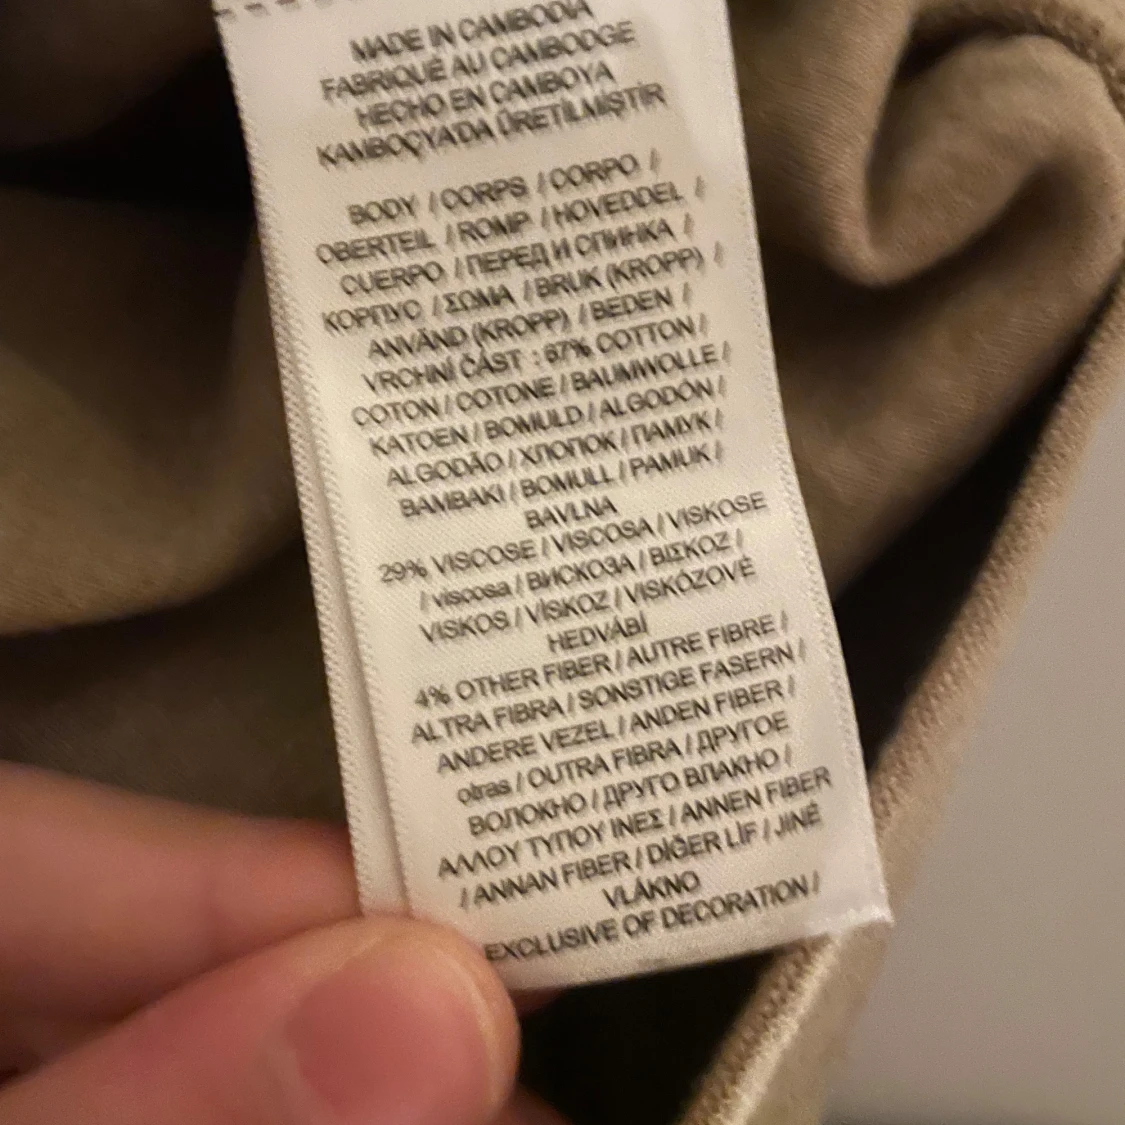 MADE IN CAMBODIA
FABRIQUÉ AU CAMBODGE
HECHO EN CAMBOYA
KAMBOÇYA'DA ÜRETİLMİŞTİR
BODY / CORPS / CORPO /
OBERTEIL / ROMP / HOVEDDEL /
CUERPO / ПЕРЕД И СПИНКА /
КОРПУС / ΣΩΜΑ / BRUK (KROPP) /
ANVÄND (KROPP) / BEDEN /
VRCHNÍ ČÁST : 67% COTTON /
COTON / COTONE / BAUMWOLLE /
KATOEN / BOMULD / ALGODÓN /
ALGODÃO / ХЛОПОК / ПАМУК /
BAMBAKI / BOMULL / PAMUK /
BAVLNA
29% VISCOSE / VISCOSA / VISKOSE
/ viscosa / ВИСКОЗА / ΒΙΣΚΟΖ /
VISKOS / VİSKOZ / VISKÓZOVÉ
HEDVÁBÍ
4% OTHER FIBER / AUTRE FIBRE /
ALTRA FIBRA / SONSTIGE FASERN /
ANDERE VEZEL / ANDEN FIBER /
otras / OUTRA FIBRA / ДРУГОЕ
ВОЛОКНО / ДРУГО ВЛАКНО /
ΑΛΛΟΥ ΤΥΠΟΥ ΙΝΕΣ / ANNEN FIBER
/ ANNAN FIBER / DİĞER LİF / JINÉ
VLÁKNO
EXCLUSIVE OF DECORATION /